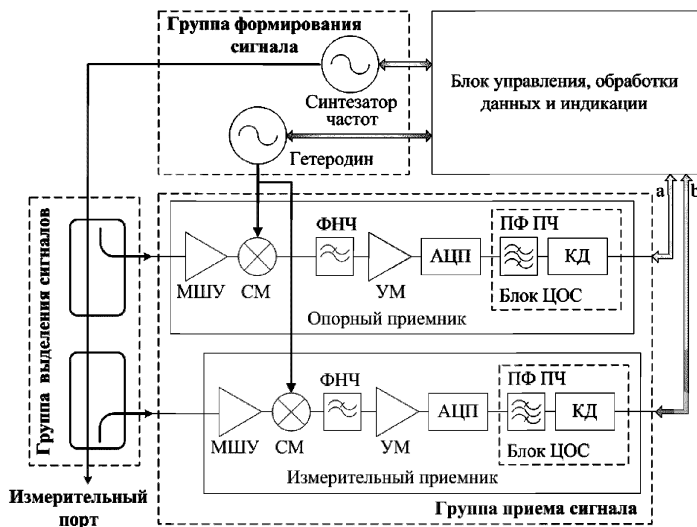 Группа формирования
сигнала
Синтезатор
частот
Гетеродин
Блок управления, обработки
данных и индикации
a
b
Группа выделения сигналов
МШУ
СМ
ФНЧ
УМ
АЦП
ПФ ПЧ
КД
Блок ЦОС
Опорный приемник
МШУ
СМ
ФНЧ
УМ
АЦП
ПФ ПЧ
КД
Блок ЦОС
Измерительный приемник
Группа приема сигнала
Измерительный
порт